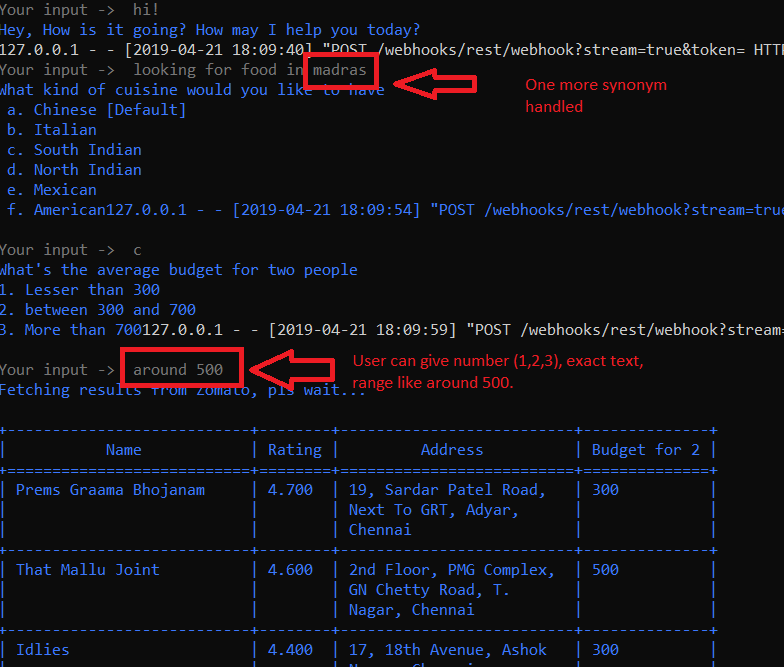 Your input -> hi!
Hey, How is it going? How may I help you today?
127.0.0.1 - - [2019-04-21 18:09:40] "POST /webhooks/rest/webhook?stream=true&token= HTT
Your input -> looking for food in madras
What kind of cuisine would you like to have
One more synonym
handled
a. Chinese [Default]
b. Italian
c. South Indian
d. North Indian
e. Mexican
f. American127.0.0.1 - - [2019-04-21 18:09:54] "POST /webhooks/rest/webhook?stream=true
Your input -> c
What's the average budget for two people
1. Lesser than 300
2. between 300 and 700
3. More than 700127.0.0.1 - - [2019-04-21 18:09:59] "POST /webhooks/rest/webhook?stream=
Your input -> around 500
User can give number (1,2,3), exact text,
range like around 500.
Fetching results from Zomato, pls wait...
+---------------------------+--------+--------------------------+--------------+
| Name | Rating | Address | Budget for 2 |
+===========================+========+==========================+==============+
| Prems Graama Bhojanam | 4.700 | 19, Sardar Patel Road, | 300 |
| | | Next To GRT, Adyar, | |
| | | Chennai | |
+---------------------------+--------+--------------------------+--------------+
| That Mallu Joint | 4.600 | 2nd Floor, PMG Complex, | 500 |
| | | GN Chetty Road, T. | |
| | | Nagar, Chennai | |
+---------------------------+--------+--------------------------+--------------+
| Idlies | 4.400 | 17, 18th Avenue, Ashok | 300 |